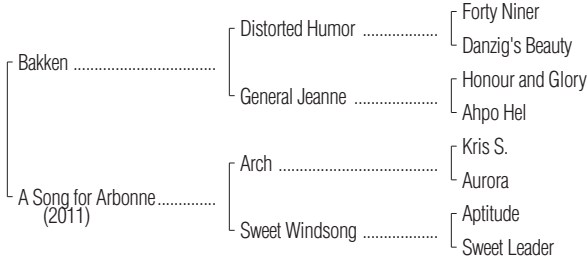 Forty Niner
Distorted Humor ..................
Danzig's Beauty
Bakken ..................................
Honour and Glory
General Jeanne ....................
Ahpo Hel
Kris S.
Arch ......................................
Aurora
A Song for Arbonne..............
(2011)
Aptitude
Sweet Windsong ..................
Sweet Leader